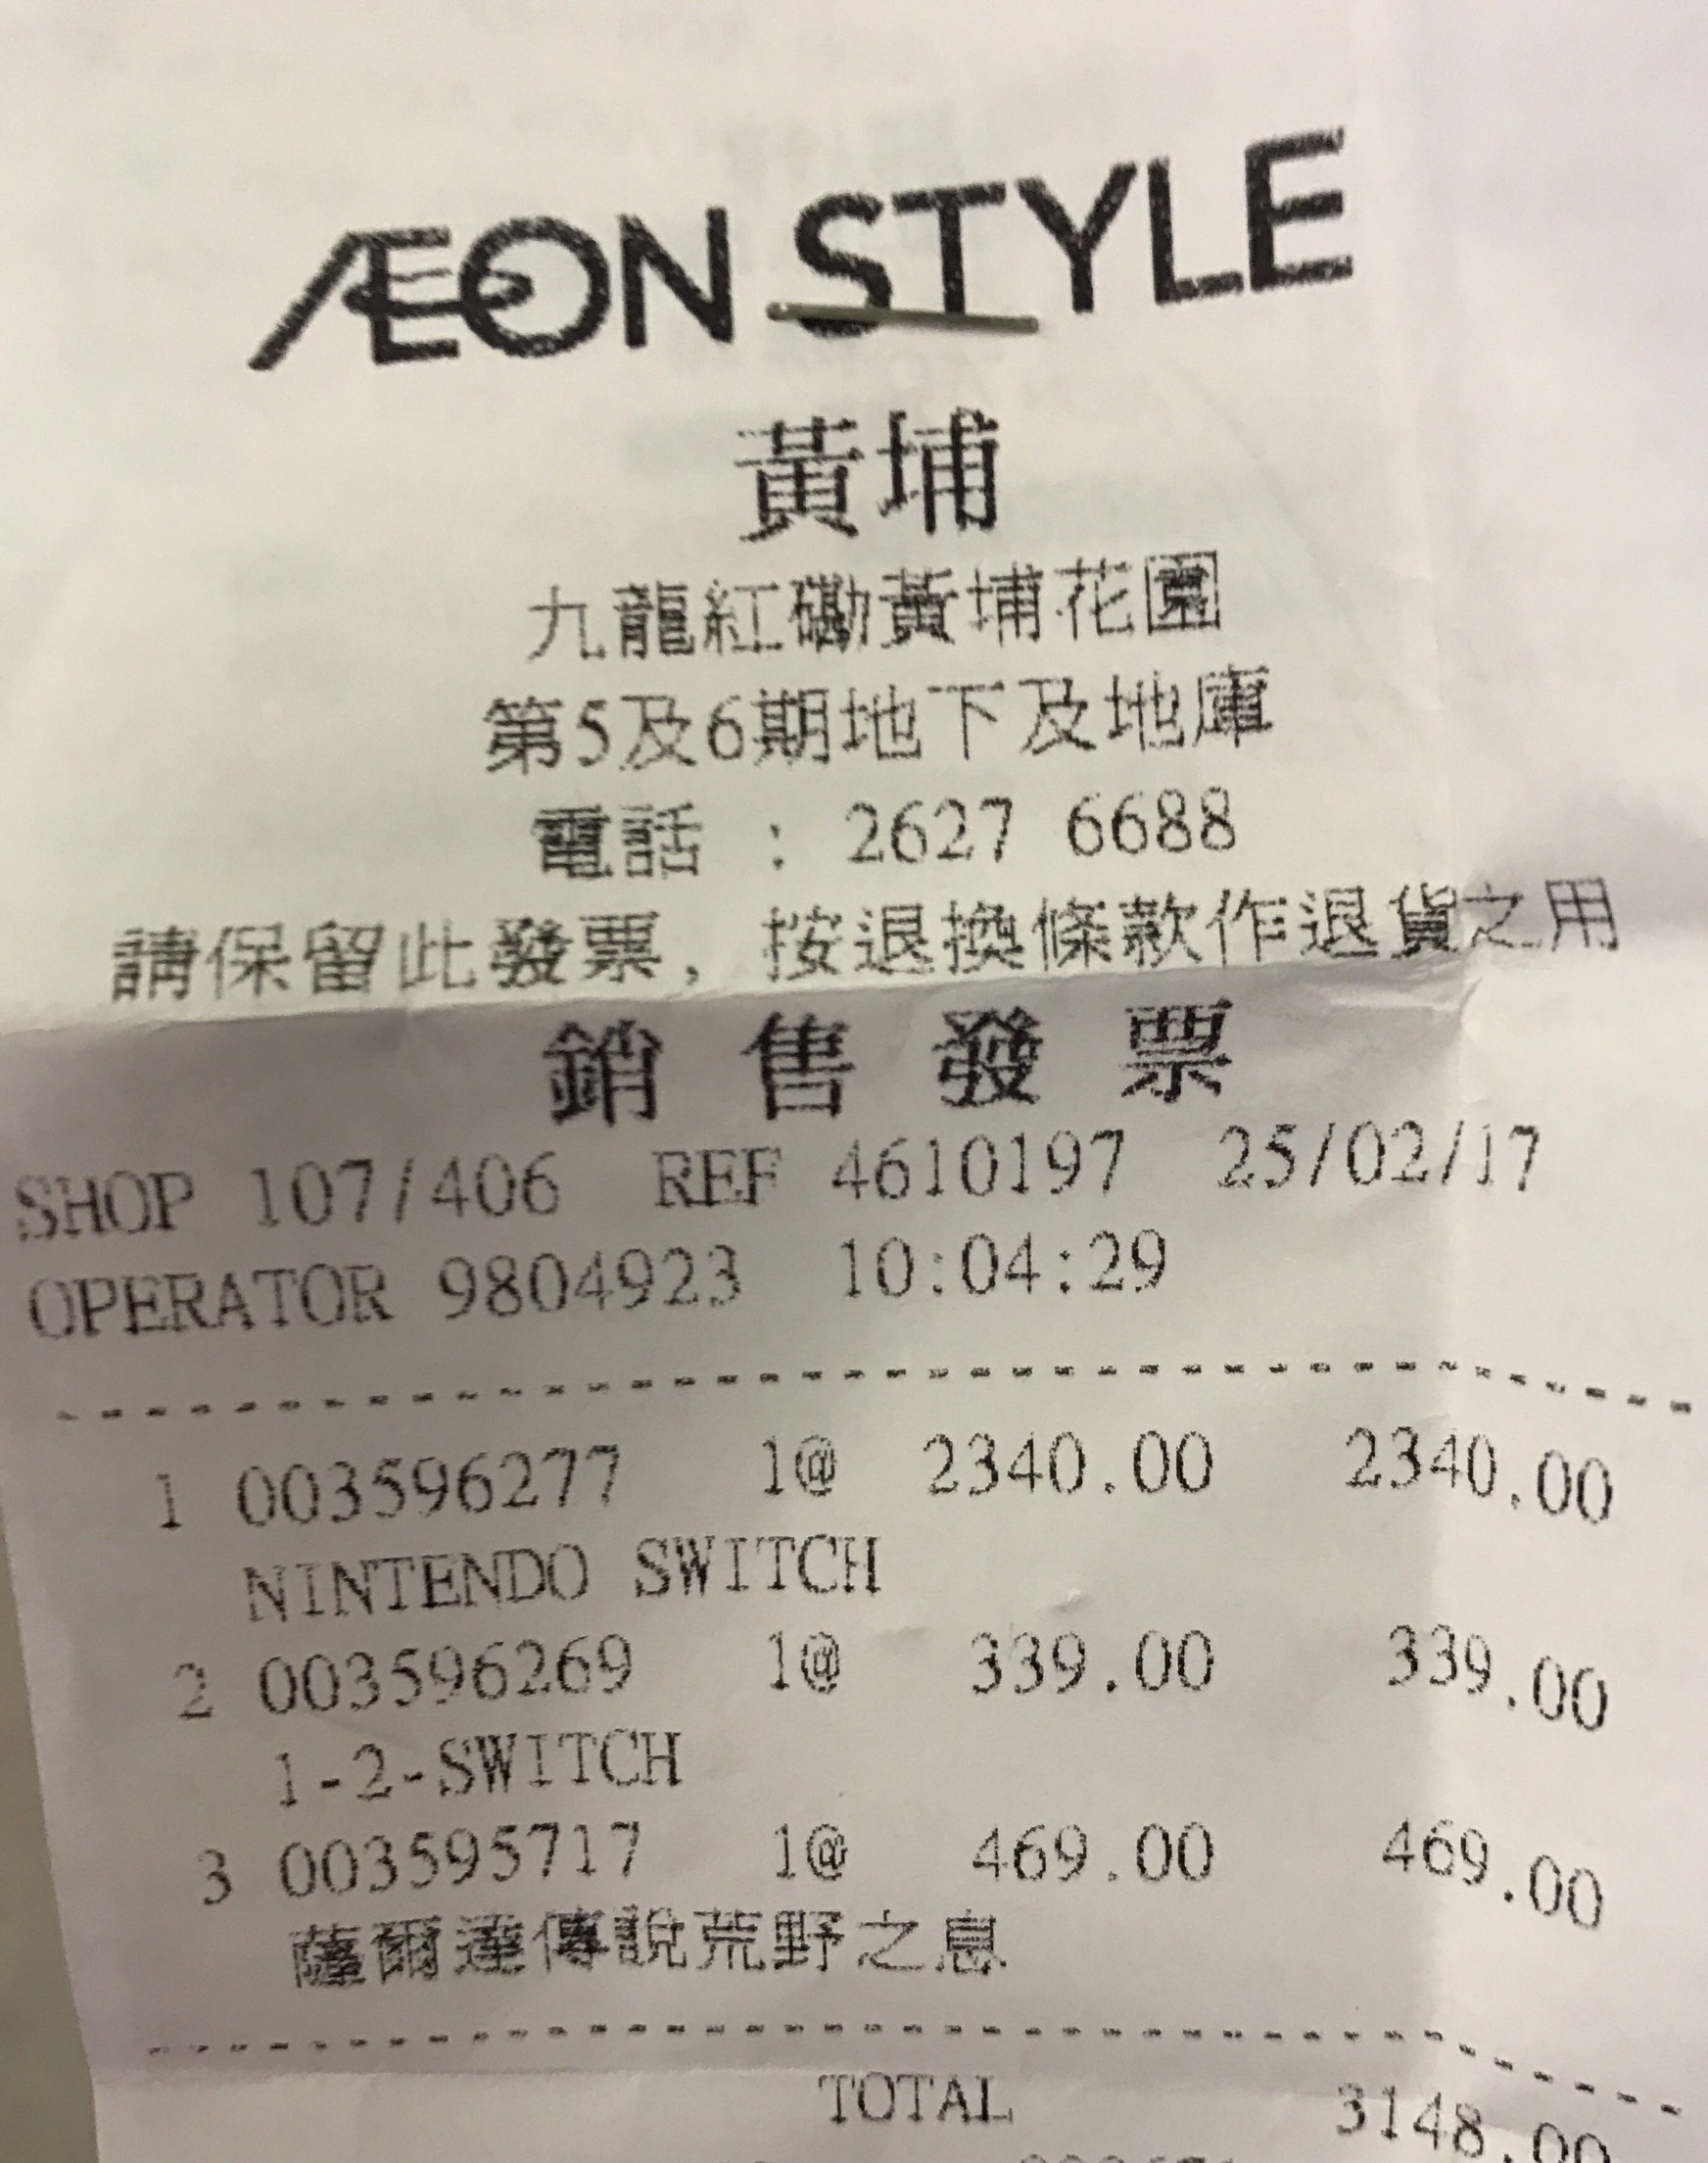 ÆON STYLE
黃埔
九龍紅磡黃埔花園
第5及6期地下及地庫
電話 : 2627 6688
請保留此發票, 按退換條款作退貨之用
銷售發票
SHOP 107/406 REF 4610197 25/02/17
OPERATOR 9804923 10:04:29
1 003596277 1@ 2340.00 2340.00
NINTENDO SWITCH
2 003596269 1@ 339.00 339.00
1-2-SWITCH
3 003595717 1@ 469.00 469.00
薩爾達傳說荒野之息
TOTAL 3148.00